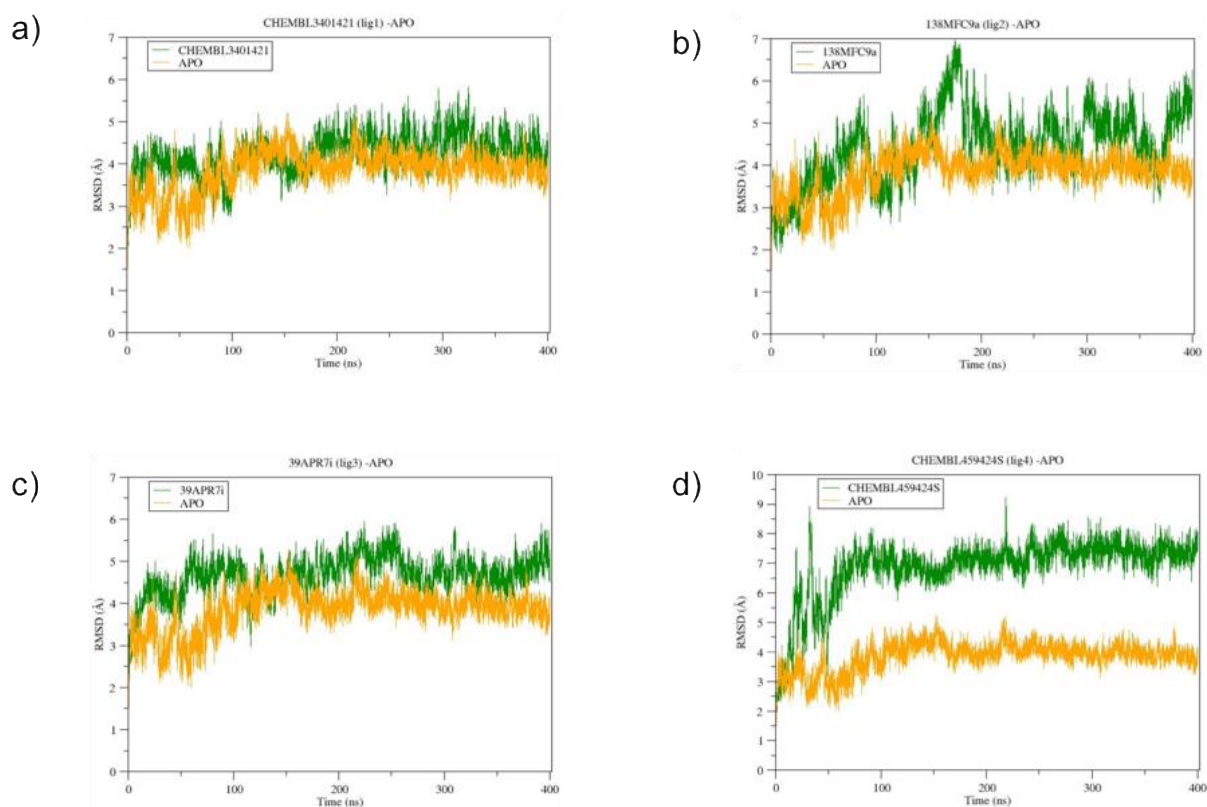 a)
CHEMBL3401421 (lig1) -APO
CHEMBL3401421
APO
RMSD (Å)
7
6
5
4
3
2
1
0
0 100 200 300 400
Time (ns)
b)
138MFC9a (lig2) -APO
138MFC9a
APO
RMSD (Å)
7
6
5
4
3
2
1
0
0 100 200 300 400
Time (ns)
c)
39APR7i (lig3) -APO
39APR7i
APO
RMSD (Å)
7
6
5
4
3
2
1
0
0 100 200 300 400
Time (ns)
d)
CHEMBL459424S (lig4) -APO
CHEMBL459424S
APO
RMSD (Å)
10
9
8
7
6
5
4
3
2
1
0
0 100 200 300 400
Time (ns)